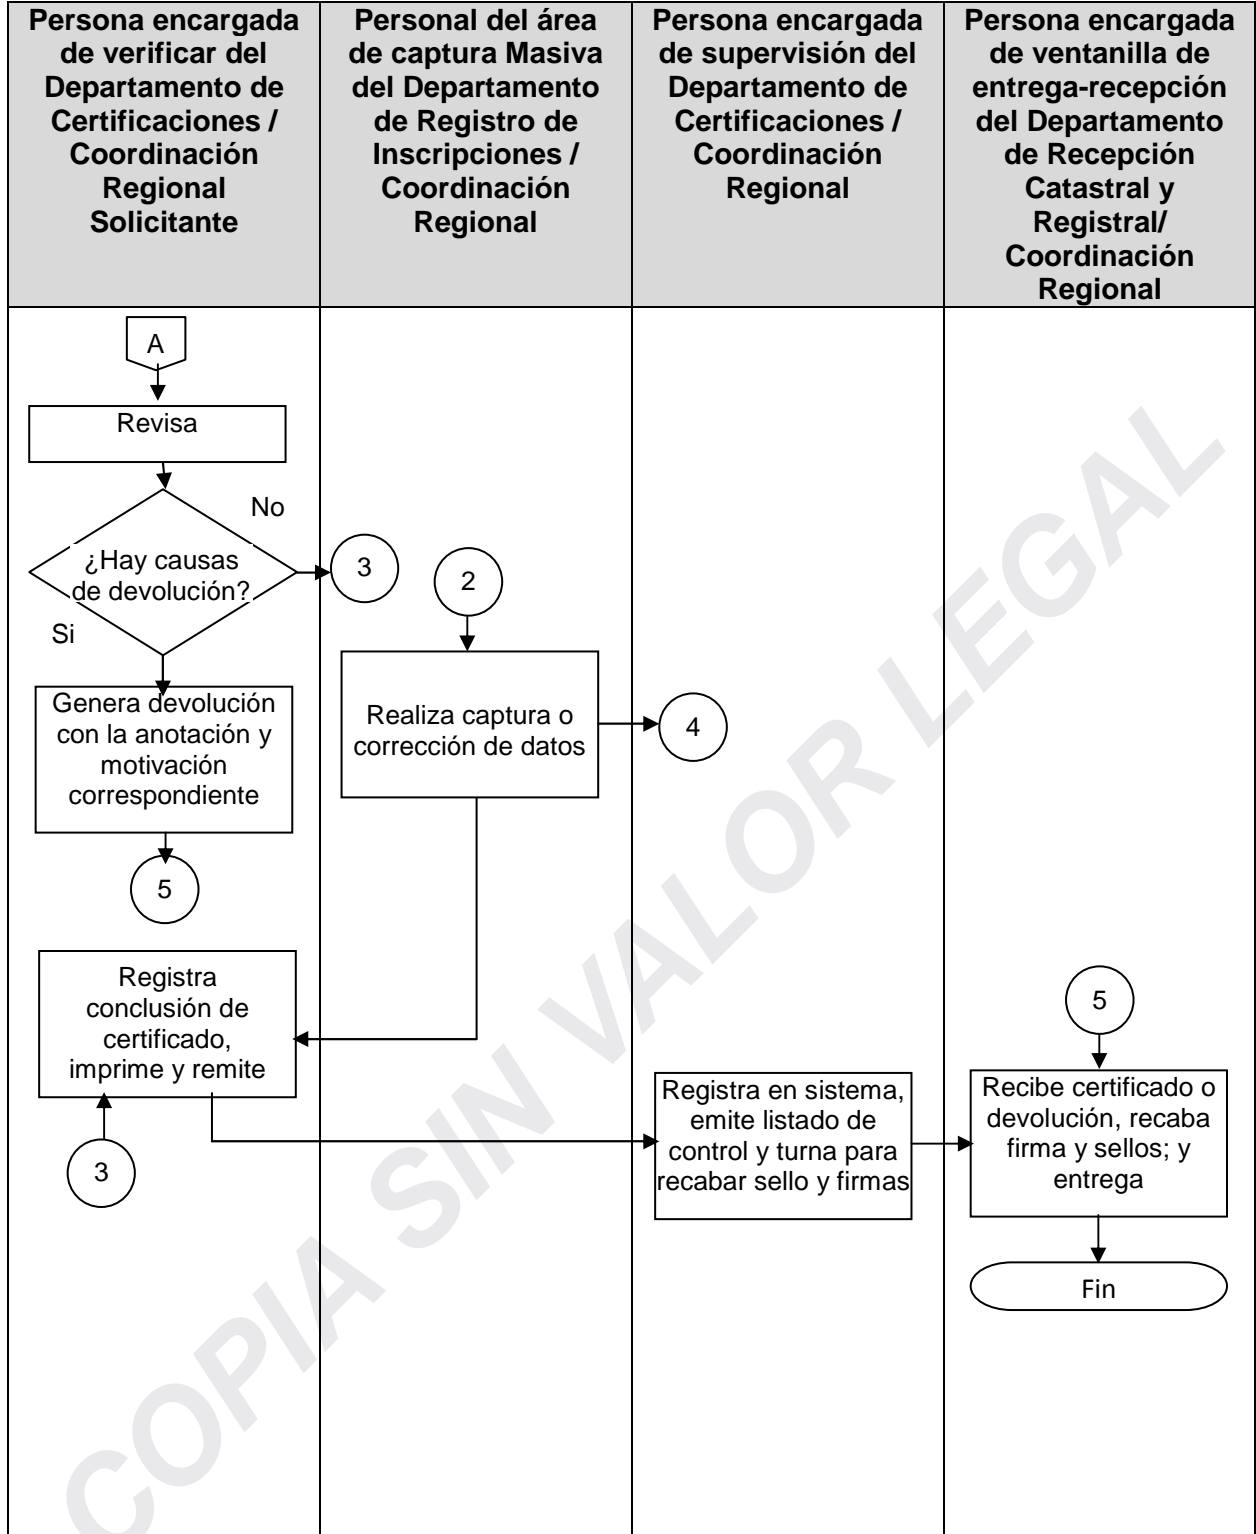 Persona encargada
de verificar del
Departamento de
Certificaciones /
Coordinación
Regional
Solicitante
Personal del área
de captura Masiva
del Departamento
de Registro de
Inscripciones /
Coordinación
Regional
Persona encargada
de supervisión del
Departamento de
Certificaciones /
Coordinación
Regional
Persona encargada
de ventanilla de
entrega-recepción
del Departamento
de Recepción
Catastral y
Registral/
Coordinación
Regional
A
Revisa
No
¿Hay causas
de devolución?
Si
3
2
Genera devolución
con la anotación y
motivación
correspondiente
Realiza captura o
corrección de datos
4
5
Registra
conclusión de
certificado,
imprime y remite
3
5
Registra en sistema,
emite listado de
control y turna para
recabar sello y firmas
Recibe certificado o
devolución, recaba
firma y sellos; y
entrega
Fin
COPIA SIN VALOR LEGAL